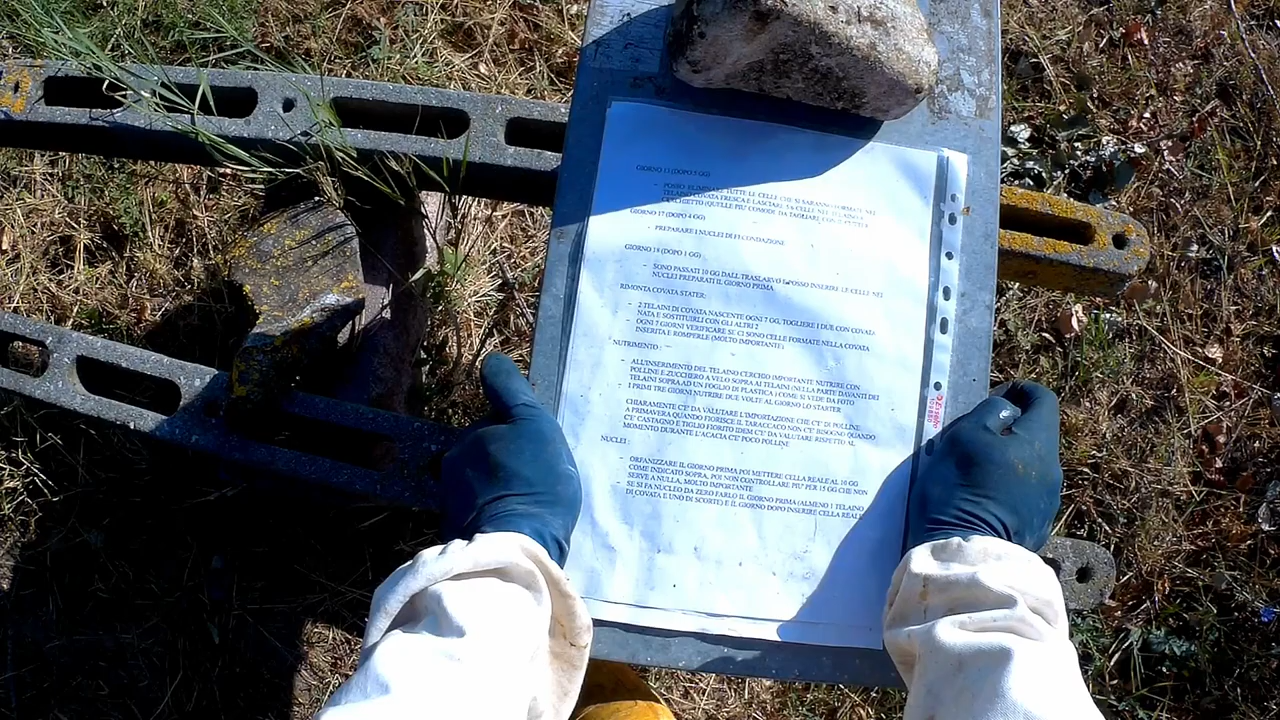 GIORNO 13 (DOPO 5 GG)
- POSSO ELIMINARE TUTTE LE CELLE CHE SI SARANNO FORMATE NEL
TELAINO COVATA FRESCA E LASCIARE 5/6 CELLE NEL TELAINO
CERCHIETTO (QUELLE PIU' COMODE DA TAGLIARE CON IL
GIORNO 17 (DOPO 4 GG)
- PREPARARE I NUCLEI DI FECONDAZIONE
GIORNO 18 (DOPO 1 GG)
- SONO PASSATI 10 GG DALL TRASLARVO E POSSO INSERIRE LE CELLE NEI
NUCLEI PREPARATI IL GIORNO PRIMA
RIMONTA COVATA STATER:
- 2 TELAINI DI COVATA NASCENTE OGNI 7 GG, TOGLIERE I DUE CON COVATA
NATA E SOSTITUIRLI CON GLI ALTRI 2
- OGNI 7 GIORNI VERIFICARE SE CI SONO CELLE FORMATE NELLA COVATA
INSERITA E ROMPERLE (MOLTO IMPORTANTE)
NUTRIMENTO :
- ALL'INSERIMENTO DEL TELAINO CERCHIO IMPORTANTE NUTRIRE CON
POLLINE E ZUCCHERO A VELO SOPRA AI TELAINI (NELLA PARTE DAVANTI DEI
TELAINI SOPRA AD UN FOGLIO DI PLASTICA ) COME SI VEDE DA FOTO
- I PRIMI TRE GIORNI NUTRIRE DUE VOLTE AL GIORNO LO STARTER
CHIARAMENTE C'E' DA VALUTARE L'IMPORTAZIONE CHE C'E' DI POLLINE
A PRIMAVERA QUANDO FIORISCE IL TARACCACO NON C'E' BISOGNO QUANDO
C'E' CASTAGNO E TIGLIO FIORITO IDEM C'E' DA VALUTARE RISPETTO AL
MOMENTO DURANTE L'ACACIA C'E' POCO POLLINE
NUCLEI :
- ORFANIZZARE IL GIORNO PRIMA POI METTERE CELLA REALE AL 10 GG
COME INDICATO SOPRA, POI NON CONTROLLARE PIU' PER 15 GG CHE NON
SERVE A NULLA, MOLTO IMPORTANTE
- SE SI FA NUCLEO DA ZERO FARLO IL GIORNO PRIMA (ALMENO 1 TELAINO
DI COVATA E UNO DI SCORTE) E IL GIORNO DOPO INSERIRE CELLA REALE